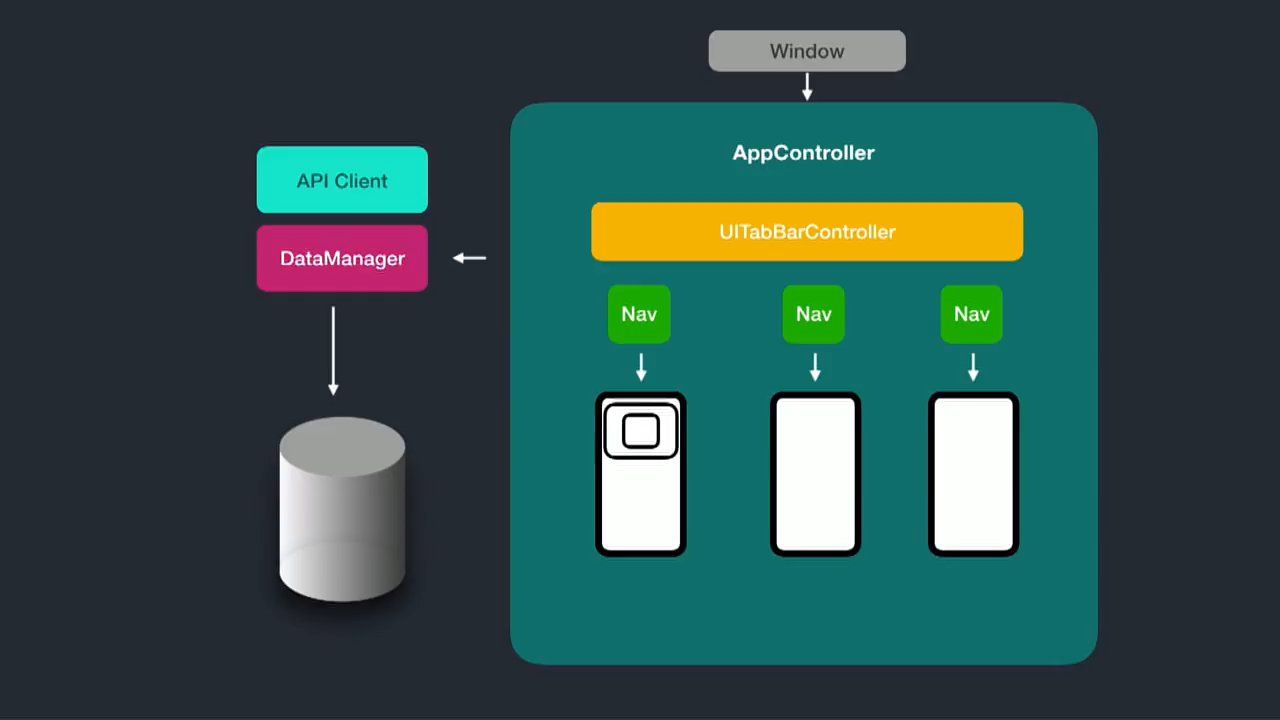 Window
AppController
API Client
UITabBarController
DataManager
Nav
Nav
Nav